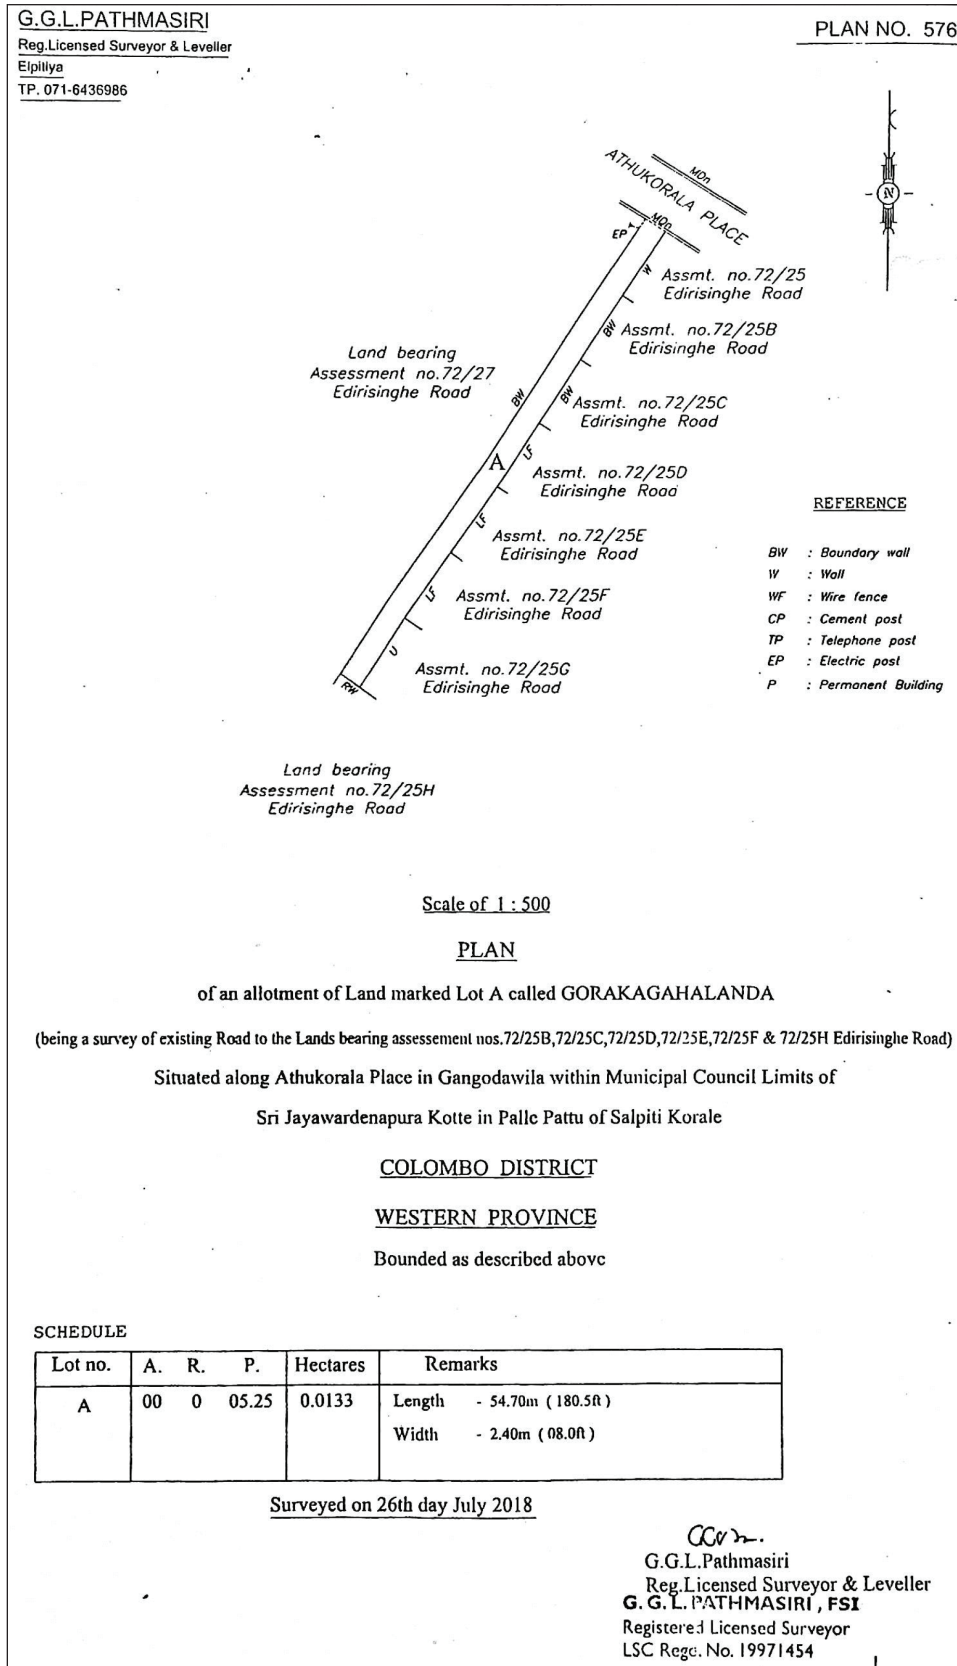 G.G.L.PATHMASIRI
Reg.Licensed Surveyor & Leveller
Elpiliya
TP. 071-6436986
PLAN NO. 576
N
MDn
ATHUKORALA PLACE
MDn
EP
W
Assmt. no.72/25
Edirisinghe Road
BW
Assmt. no.72/25B
Edirisinghe Road
Land bearing
Assessment no.72/27
Edirisinghe Road
BW
BW
Assmt. no.72/25C
Edirisinghe Road
A
LF
Assmt. no.72/25D
Edirisinghe Road
LF
Assmt. no.72/25E
Edirisinghe Road
LF
Assmt. no.72/25F
Edirisinghe Road
U
Assmt. no.72/25G
Edirisinghe Road
RW
Land bearing
Assessment no.72/25H
Edirisinghe Road
REFERENCE
BW : Boundary wall
W : Wall
WF : Wire fence
CP : Cement post
TP : Telephone post
EP : Electric post
P : Permanent Building
Scale of 1 : 500
PLAN
of an allotment of Land marked Lot A called GORAKAGAHALANDA
(being a survey of existing Road to the Lands bearing assessement nos.72/25B,72/25C,72/25D,72/25E,72/25F & 72/25H Edirisinghe Road)
Situated along Athukorala Place in Gangodawila within Municipal Council Limits of
Sri Jayawardenapura Kotte in Palle Pattu of Salpiti Korale
COLOMBO DISTRICT
WESTERN PROVINCE
Bounded as described above
SCHEDULE
Lot no. A. R. P. Hectares Remarks
A 00 0 05.25 0.0133 Length - 54.70m ( 180.5ft )
Width - 2.40m ( 08.0ft )
Surveyed on 26th day July 2018
G.G.L.Pathmasiri
Reg.Licensed Surveyor & Leveller
G. G. L. PATHMASIRI , FSI
Registered Licensed Surveyor
LSC Rege. No. 19971454